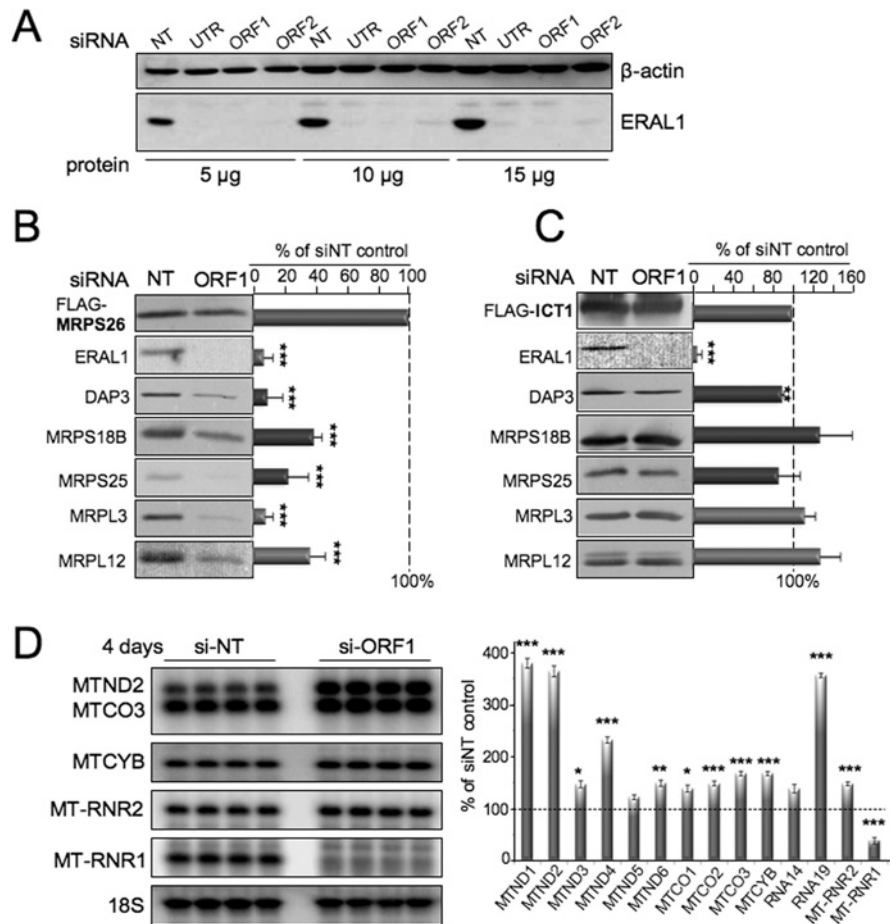 A
siRNA NT UTR ORF1 ORF2 NT UTR ORF1 ORF2 NT UTR ORF1 ORF2
β-actin
ERAL1
protein 5 µg 10 µg 15 µg
B
% of siNT control
siRNA NT ORF1 0 20 40 60 80 100
FLAG-
MRPS26
ERAL1 ***
DAP3 ***
MRPS18B ***
MRPS25 ***
MRPL3 ***
MRPL12 ***
100%
C
% of siNT control
siRNA NT ORF1 0 20 40 60 80 100 120 160
FLAG-ICT1
ERAL1 ***
DAP3 **
MRPS18B
MRPS25
MRPL3
MRPL12
100%
D
4 days si-NT si-ORF1
MTND2
MTCO3
MTCYB
MT-RNR2
MT-RNR1
18S
% of siNT control
400
300
200
100
0
*** *** * *** ** * *** *** *** *** *** ***
MTND1 MTND2 MTND3 MTND4 MTND5 MTND6 MTCO1 MTCO2 MTCO3 MTCYB RNA14 RNA19 MT-RNR2 MT-RNR1